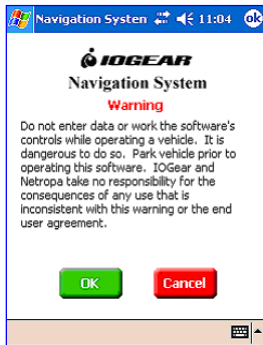 Navigation System 11:04 ok
IOGEAR
Navigation System
Warning
Do not enter data or work the software's
controls while operating a vehicle. It is
dangerous to do so. Park vehicle prior to
operating this software. IOGear and
Netropa take no responsibility for the
consequences of any use that is
inconsistent with this warning or the end
user agreement.
OK Cancel